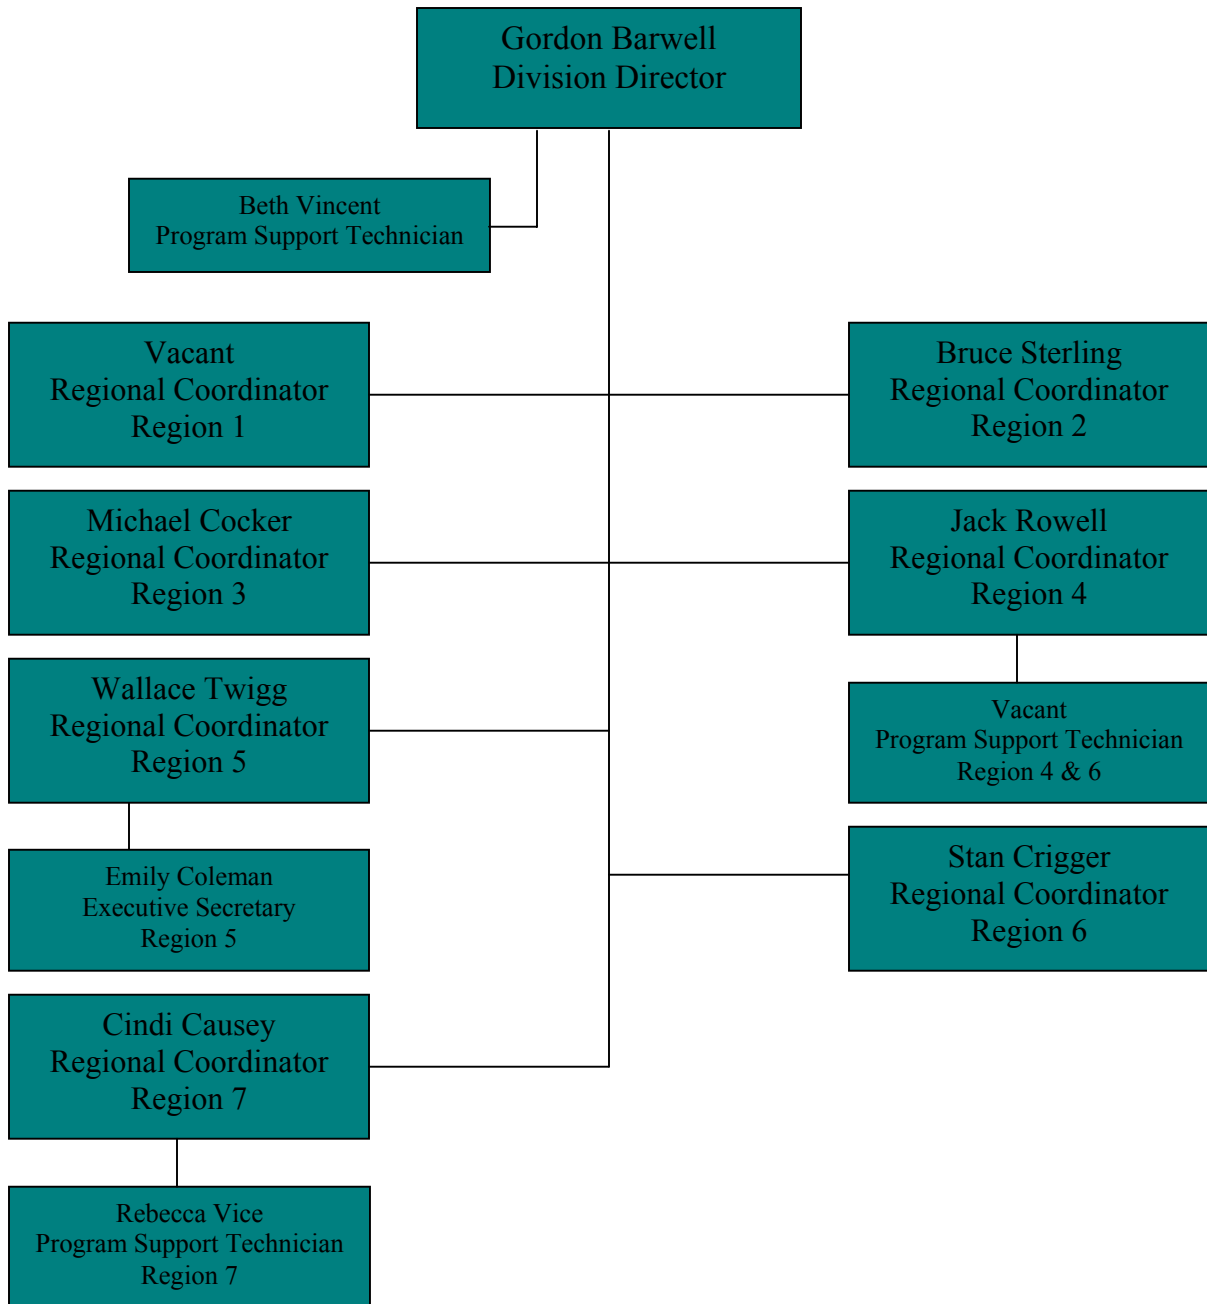 Gordon Barwell
Division Director
Beth Vincent
Program Support Technician
Vacant
Regional Coordinator
Region 1
Bruce Sterling
Regional Coordinator
Region 2
Michael Cocker
Regional Coordinator
Region 3
Jack Rowell
Regional Coordinator
Region 4
Wallace Twigg
Regional Coordinator
Region 5
Vacant
Program Support Technician
Region 4 & 6
Emily Coleman
Executive Secretary
Region 5
Stan Crigger
Regional Coordinator
Region 6
Cindi Causey
Regional Coordinator
Region 7
Rebecca Vice
Program Support Technician
Region 7